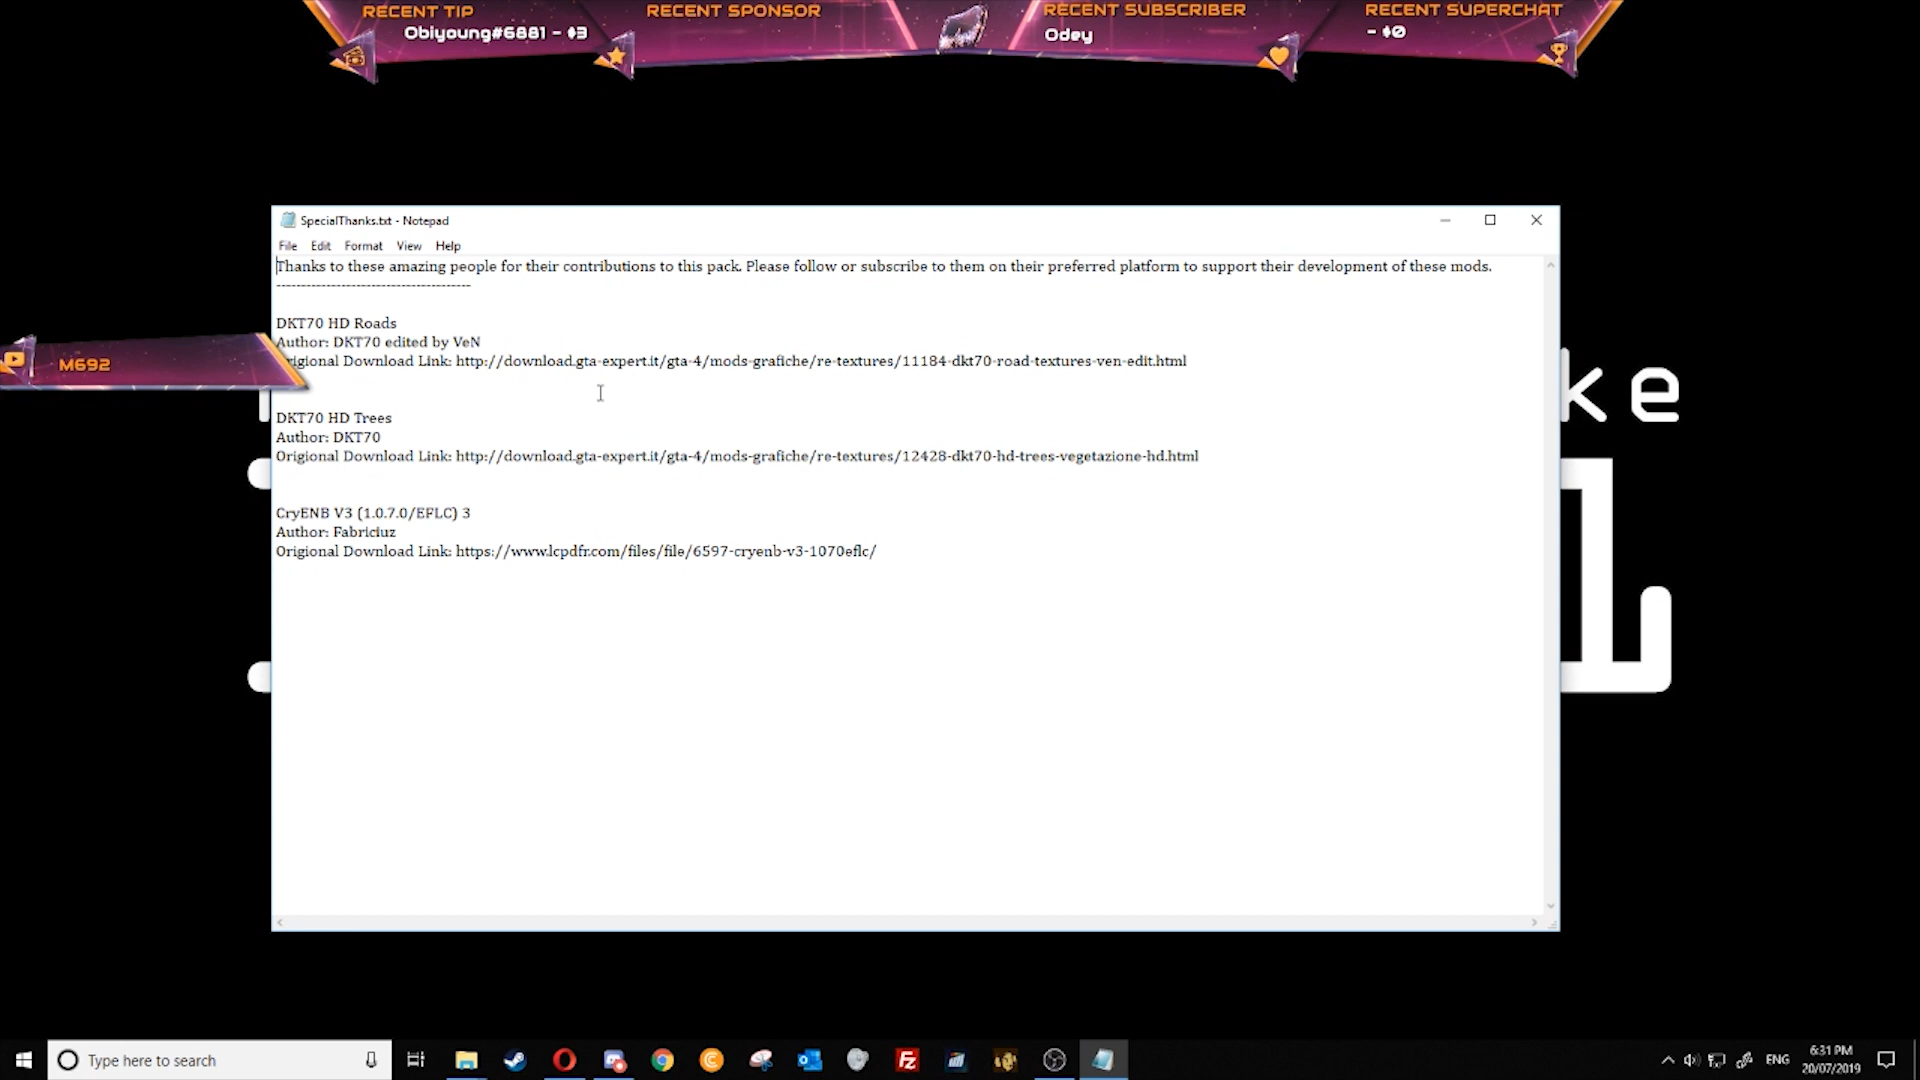 RECENT TIP
Obiyoung#6881 - $3
RECENT SPONSOR
RECENT SUBSCRIBER
Odey
RECENT SUPERCHAT
- $0
SpecialThanks.txt - Notepad
File Edit Format View Help
Thanks to these amazing people for their contributions to this pack. Please follow or subscribe to them on their preferred platform to support their development of these mods.
---------------------------------------
DKT70 HD Roads
Author: DKT70 edited by VeN
Origional Download Link: http://download.gta-expert.it/gta-4/mods-grafiche/re-textures/11184-dkt70-road-textures-ven-edit.html
M692
DKT70 HD Trees
Author: DKT70
Origional Download Link: http://download.gta-expert.it/gta-4/mods-grafiche/re-textures/12428-dkt70-hd-trees-vegetazione-hd.html
CryENB V3 (1.0.7.0/EFLC) 3
Author: Fabriciuz
Origional Download Link: https://www.lcpdfr.com/files/file/6597-cryenb-v3-1070eflc/
ke
Type here to search
ENG
6:31 PM
20/07/2019